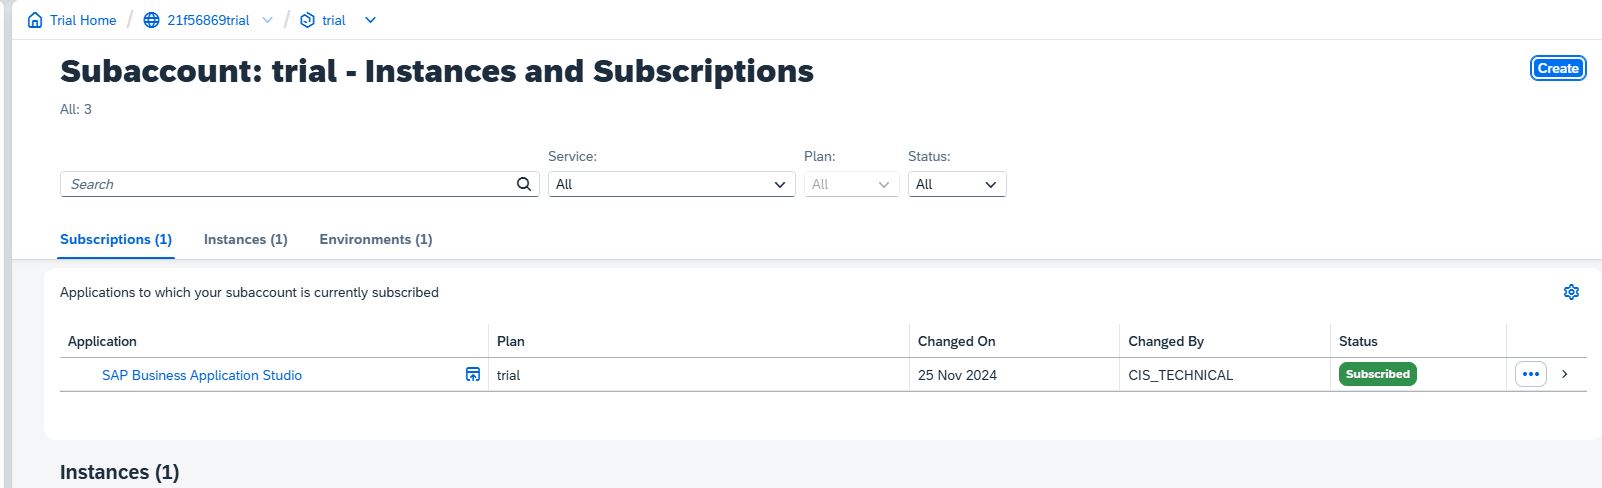 Trial Home / 21f56869trial / trial
Subaccount: trial - Instances and Subscriptions
Create
All: 3
Service: Plan: Status:
Search All All All
Subscriptions (1) Instances (1) Environments (1)
Applications to which your subaccount is currently subscribed
Application Plan Changed On Changed By Status
SAP Business Application Studio trial 25 Nov 2024 CIS_TECHNICAL Subscribed
Instances (1)